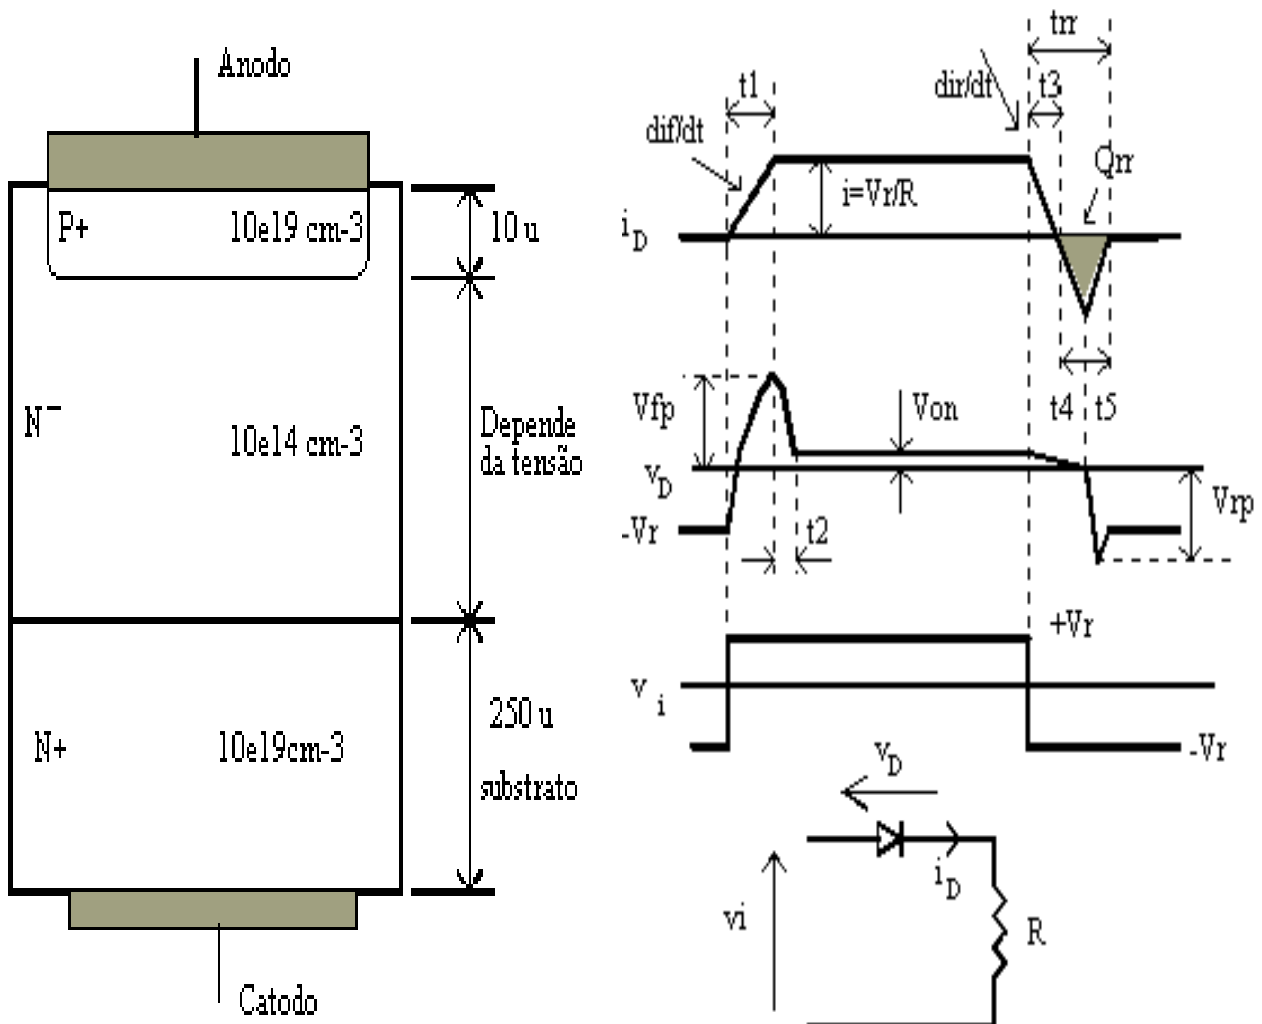 Anodo
P+
10e19 cm-3
10 u
N−
10e14 cm-3
Depende
da tensão
N+
10e19cm-3
250 u
substrato
Catodo
trr
t1
dir/dt
t3
dif/dt
Qrr
i=Vr/R
iD
Vfp
Von
t4
t5
vD
Vrp
-Vr
t2
+Vr
vi
-Vr
vD
iD
vi
R